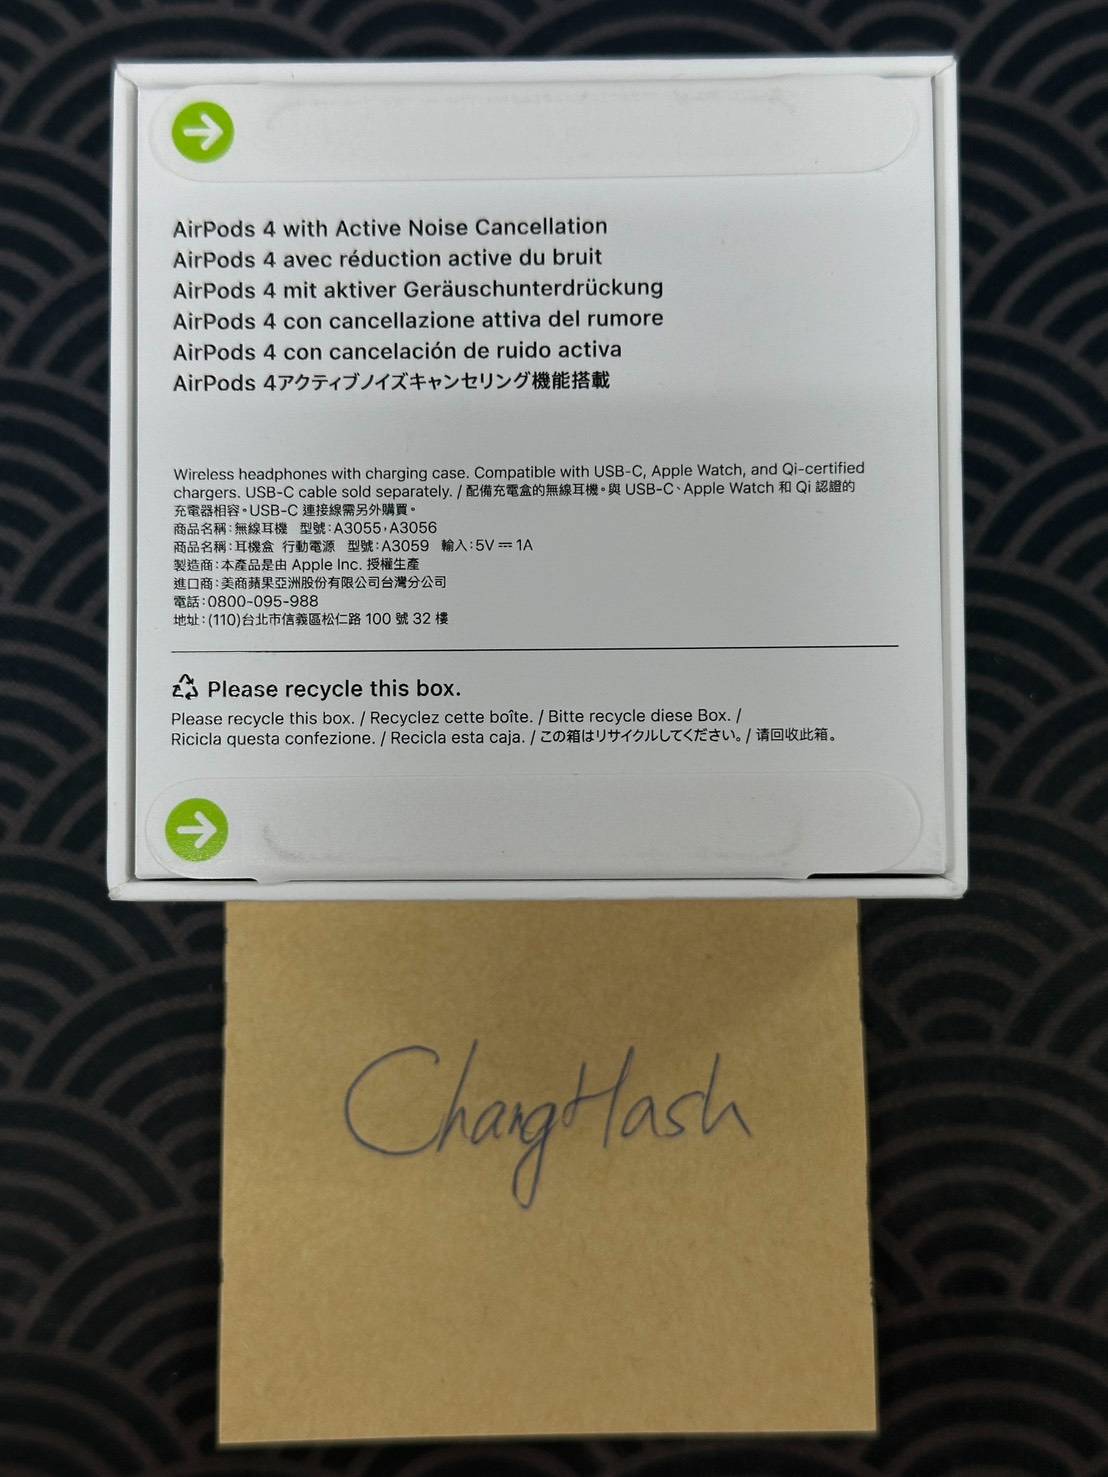 AirPods 4 with Active Noise Cancellation
AirPods 4 avec réduction active du bruit
AirPods 4 mit aktiver Geräuschunterdrückung
AirPods 4 con cancellazione attiva del rumore
AirPods 4 con cancelación de ruido activa
AirPods 4アクティブノイズキャンセリング機能搭載
Wireless headphones with charging case. Compatible with USB-C, Apple Watch, and Qi-certified
chargers. USB-C cable sold separately. / 配備充電盒的無線耳機。與 USB-C、Apple Watch 和 Qi 認證的
充電器相容。USB-C 連接線需另外購買。
商品名稱：無線耳機 型號：A3055，A3056
商品名稱：耳機盒 行動電源 型號：A3059 輸入：5V ⎓ 1A
製造商：本產品是由 Apple Inc. 授權生產
進口商：美商蘋果亞洲股份有限公司台灣分公司
電話：0800-095-988
地址：(110)台北市信義區松仁路 100 號 32 樓
Please recycle this box.
Please recycle this box. / Recyclez cette boîte. / Bitte recycle diese Box. /
Ricicla questa confezione. / Recicla esta caja. / この箱はリサイクルしてください。/ 请回收此箱。
ChangHash